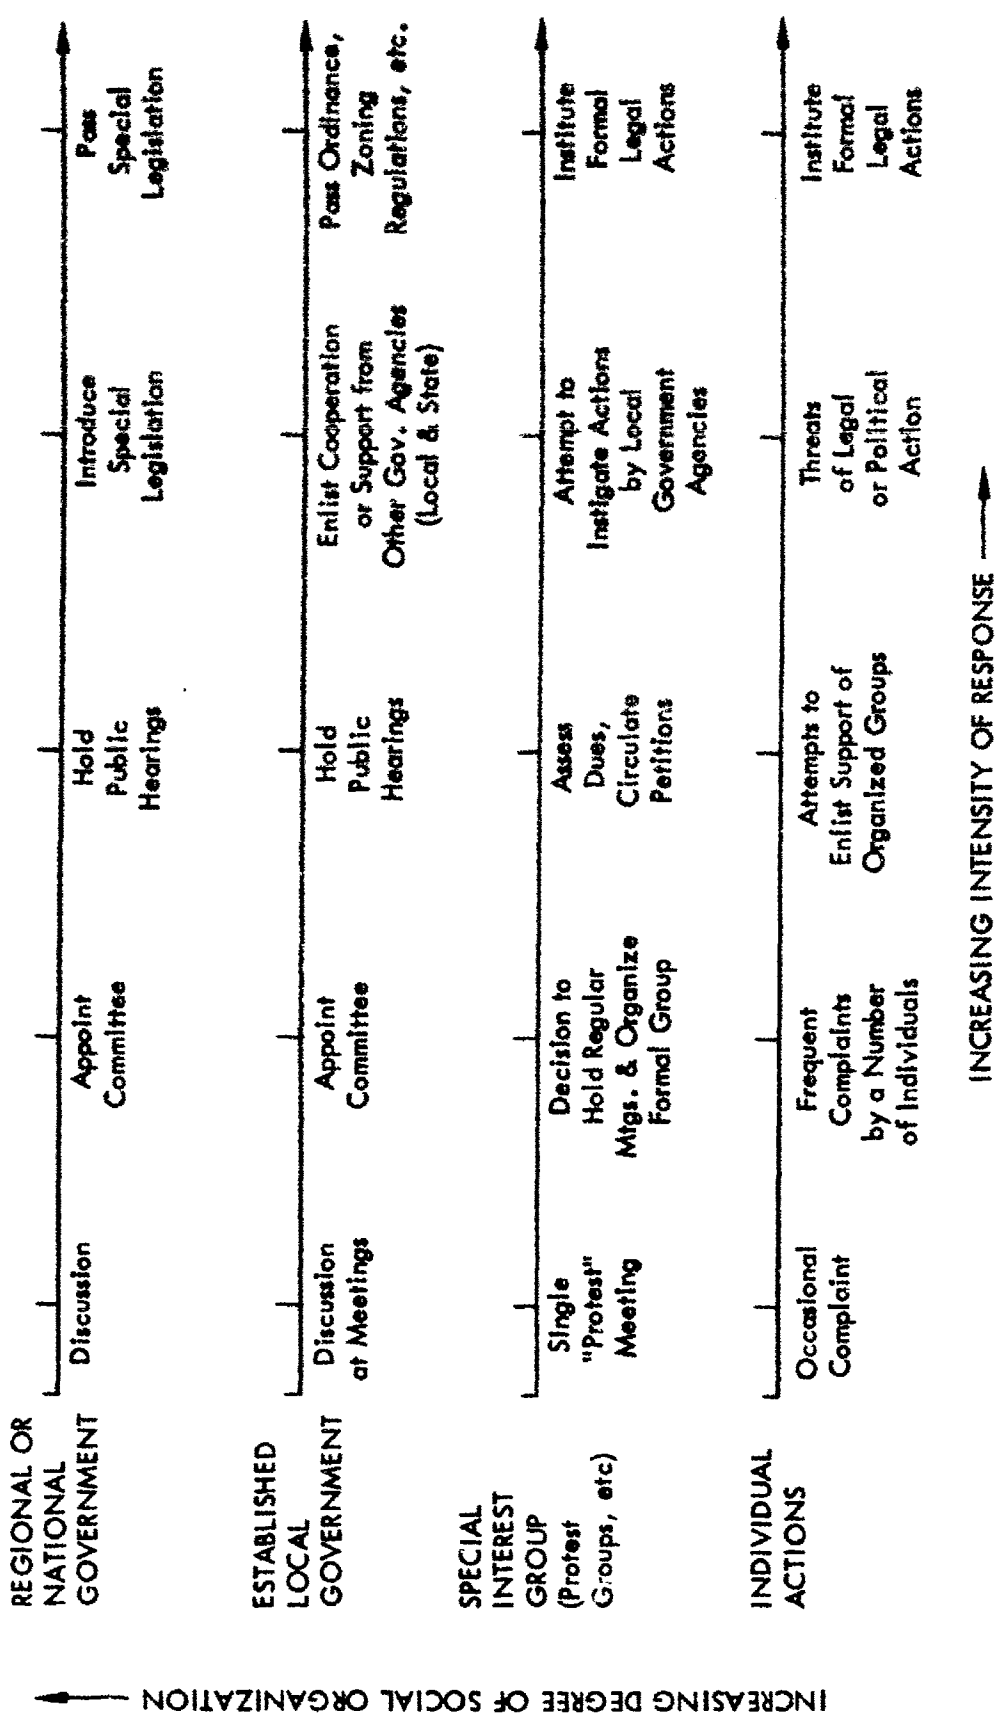 REGIONAL OR
NATIONAL
GOVERNMENT
Discussion
Appoint
Committee
Hold
Public
Hearings
Introduce
Special
Legislation
Pass
Special
Legislation
ESTABLISHED
LOCAL
GOVERNMENT
Discussion
at Meetings
Appoint
Committee
Hold
Public
Hearings
Enlist Cooperation
or Support from
Other Gov. Agencies
(Local & State)
Pass Ordinance,
Zoning
Regulations, etc.
SPECIAL
INTEREST
GROUP
(Protest
Groups, etc)
Single
"Protest"
Meeting
Decision to
Hold Regular
Mtgs. & Organize
Formal Group
Assess
Dues,
Circulate
Petitions
Attempt to
Instigate Actions
by Local
Government
Agencies
Institute
Formal
Legal
Actions
INDIVIDUAL
ACTIONS
Occasional
Complaint
Frequent
Complaints
by a Number
of Individuals
Attempts to
Enlist Support of
Organized Groups
Threats
of Legal
or Political
Action
Institute
Formal
Legal
Actions
INCREASING INTENSITY OF RESPONSE
INCREASING DEGREE OF SOCIAL ORGANIZATION